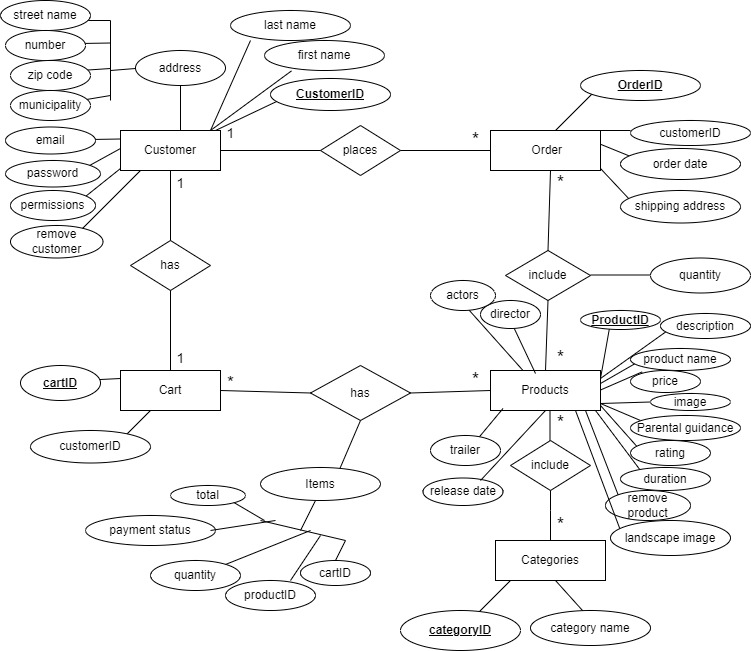 street name
last name
number
first name
zip code
address
OrderID
CustomerID
municipality
1
*
customerID
email
Customer
places
Order
order date
password
1
*
permissions
shipping address
remove
customer
has
include
quantity
actors
director
ProductID
description
1
*
product name
cartID
Cart
*
has
*
Products
price
image
*
Parental guidance
customerID
trailer
rating
include
duration
Items
release date
total
remove
product
payment status
*
landscape image
Categories
quantity
cartID
productID
categoryID
category name